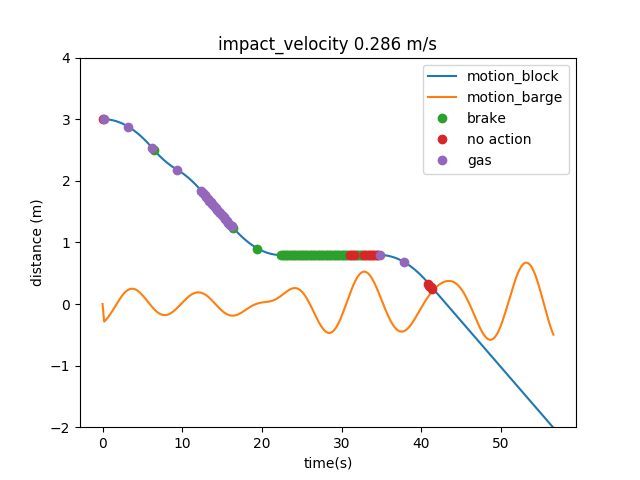 impact_velocity 0.286 m/s
motion_block
motion_barge
brake
no action
gas
distance (m)
4
3
2
1
0
−1
−2
0
10
20
30
40
50
time(s)